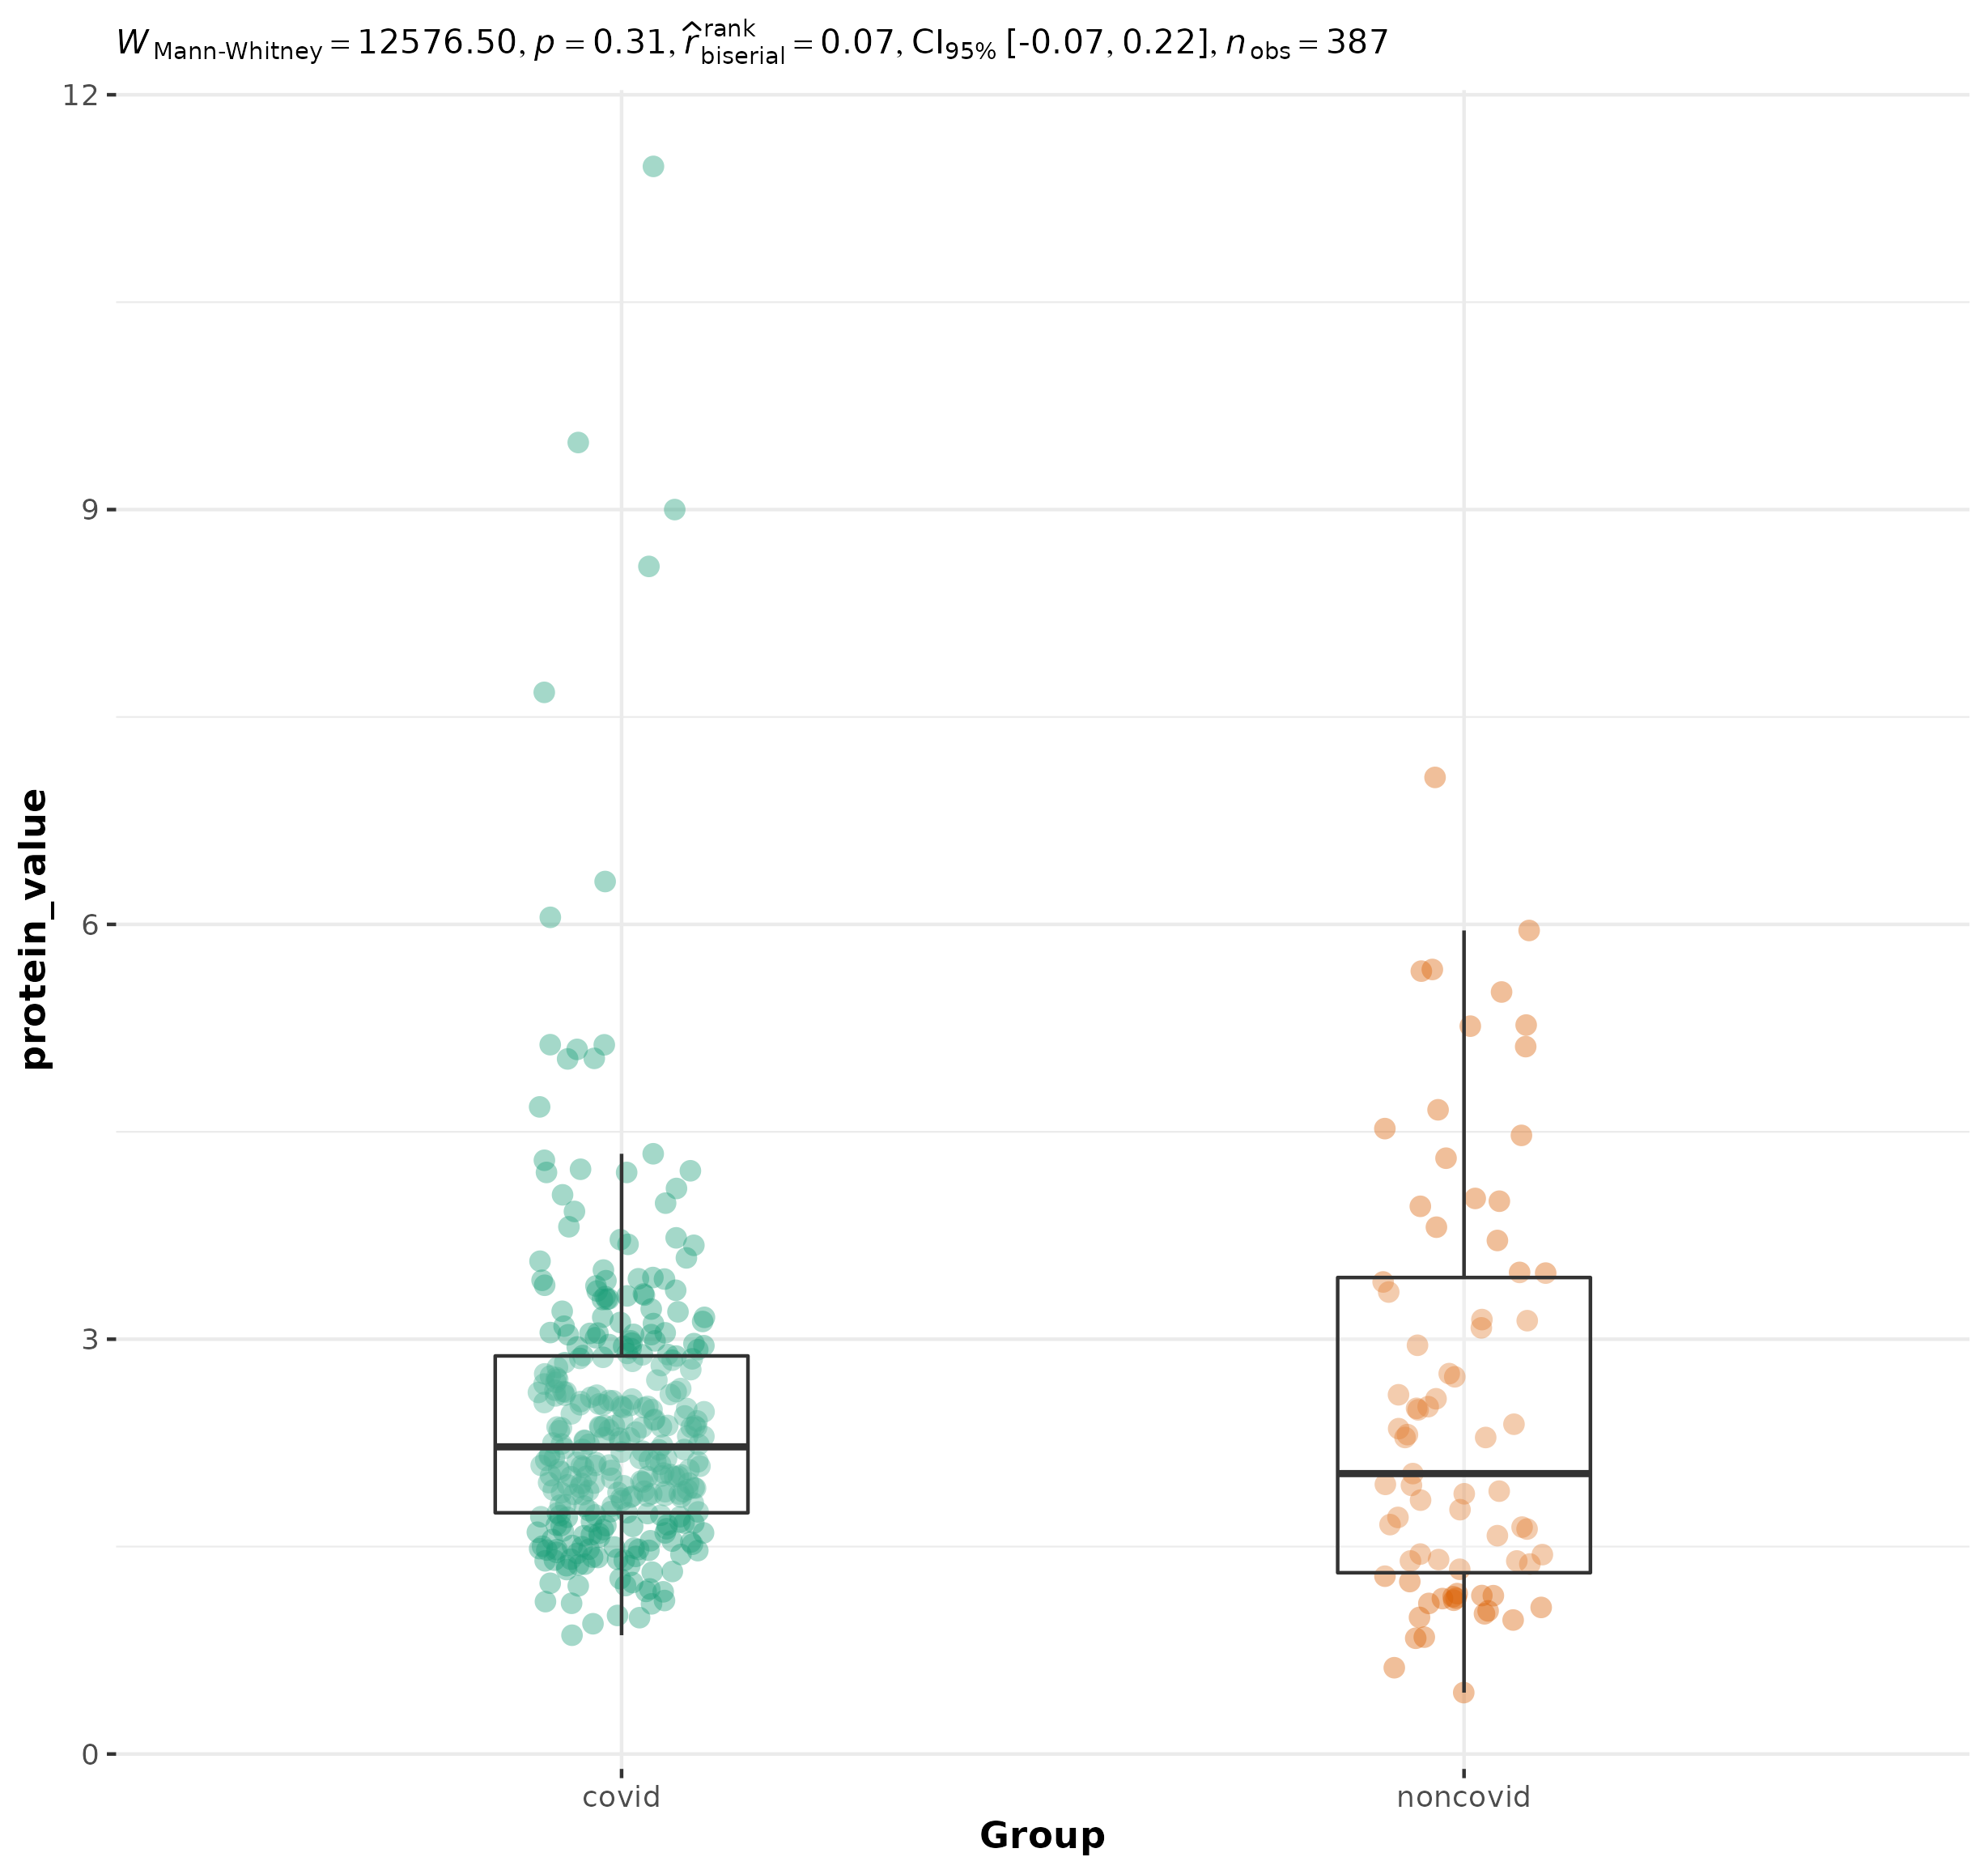 W Mann-Whitney = 12576.50, p = 0.31, r̂ rank biserial = 0.07, CI95% [-0.07, 0.22], n obs = 387
12
9
6
3
0
protein_value
covid noncovid
Group